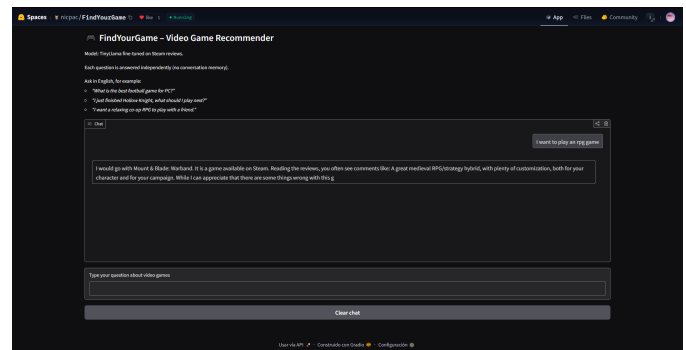 Spaces nicpac/FindYourGame like 1 Running App Files Community
🎮 FindYourGame – Video Game Recommender
Model: TinyLlama fine-tuned on Steam reviews.
Each question is answered independently (no conversation memory).
Ask in English, for example:
"What is the best football game for PC?"
"I just finished Hollow Knight, what should I play next?"
"I want a relaxing co-op RPG to play with a friend."
Chat
I want to play an rpg game
I would go with Mount & Blade: Warband. It is a game available on Steam. Reading the reviews, you often see comments like: A great medieval RPG/strategy hybrid, with plenty of customization, both for your
character and for your campaign. While I can appreciate that there are some things wrong with this g
Type your question about video games
Clear chat
Usar vía API · Construido con Gradio · Configuración